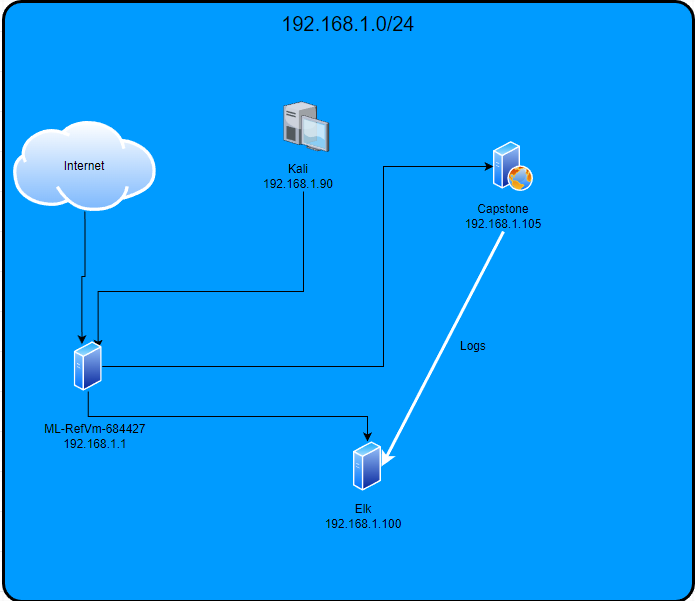 192.168.1.0/24
Internet
Kali
192.168.1.90
Capstone
192.168.1.105
Logs
ML-RefVm-684427
192.168.1.1
Elk
192.168.1.100